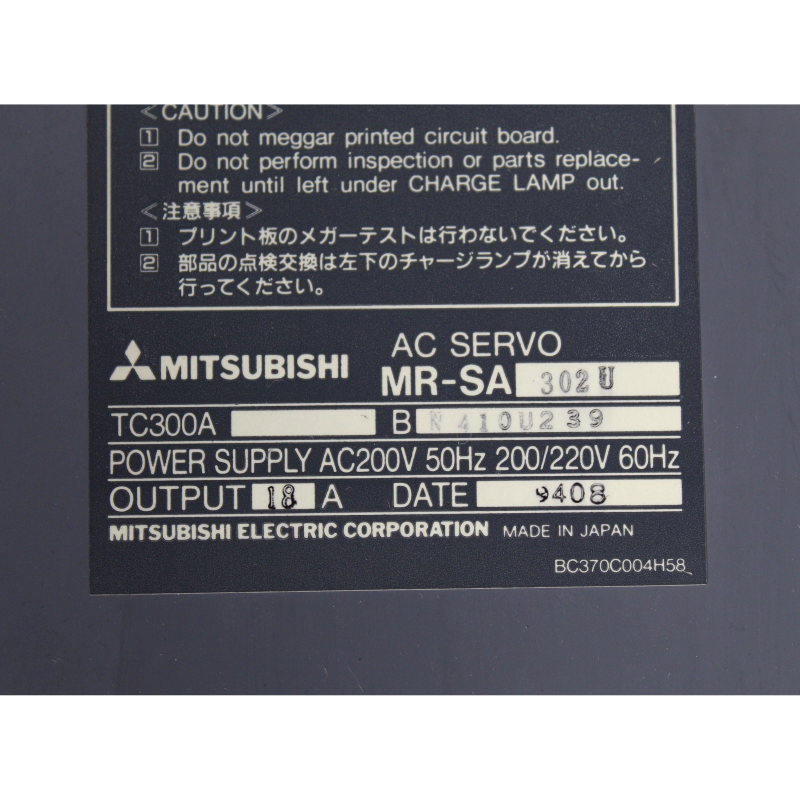 <CAUTION>
1 Do not meggar printed circuit board.
2 Do not perform inspection or parts replace-
ment until left under CHARGE LAMP out.
<注意事項>
1 プリント板のメガーテストは行わないでください。
2 部品の点検交換は左下のチャージランプが消えてから
行ってください。
MITSUBISHI
AC SERVO
MR-SA 302U
TC300A B N410U239
POWER SUPPLY AC200V 50Hz 200/220V 60Hz
OUTPUT 18 A DATE 9408
MITSUBISHI ELECTRIC CORPORATION MADE IN JAPAN
BC370C004H58